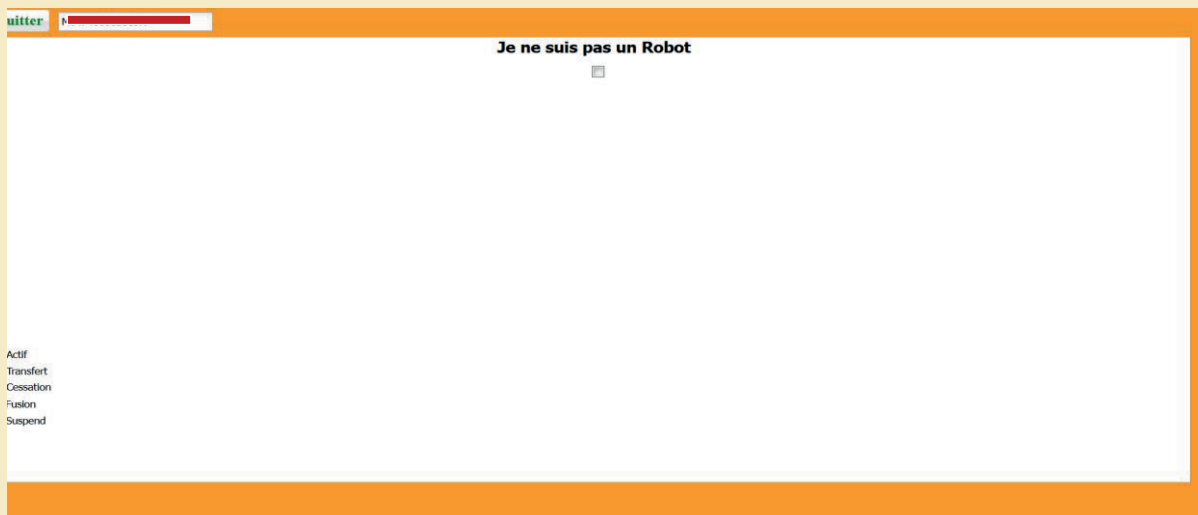 uitter
Je ne suis pas un Robot
Actif
Transfert
Cessation
Fusion
Suspend